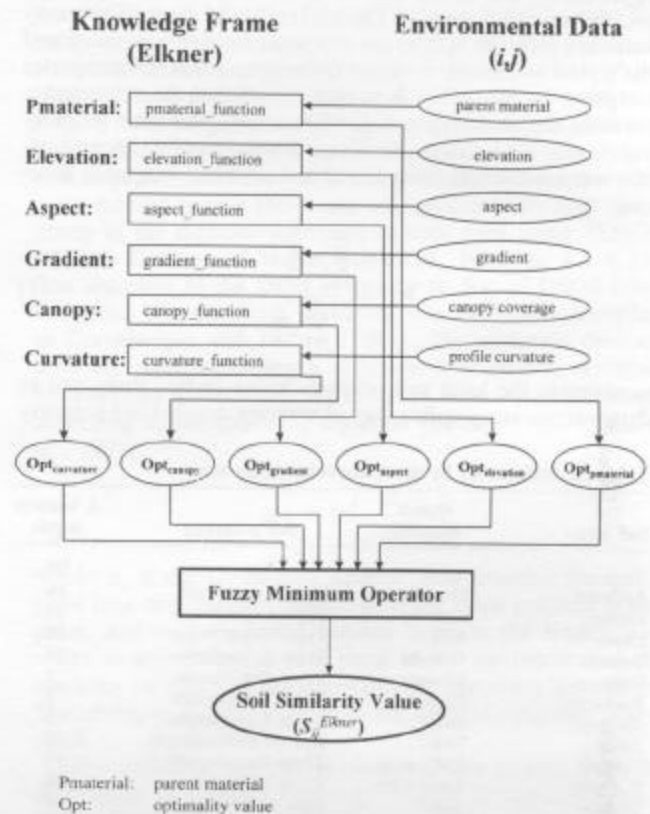 Knowledge Frame Environmental Data
(Elkner) (i,j)
Pmaterial: pmaterial_function parent material
Elevation: elevation_function elevation
Aspect: aspect_function aspect
Gradient: gradient_function gradient
Canopy: canopy_function canopy coverage
Curvature: curvature_function profile curvature
Optcurvature Optcanopy Optgradient Optaspect Optelevation Optpmaterial
Fuzzy Minimum Operator
Soil Similarity Value
(Sij Elkner)
Pmaterial: parent material
Opt: optimality value